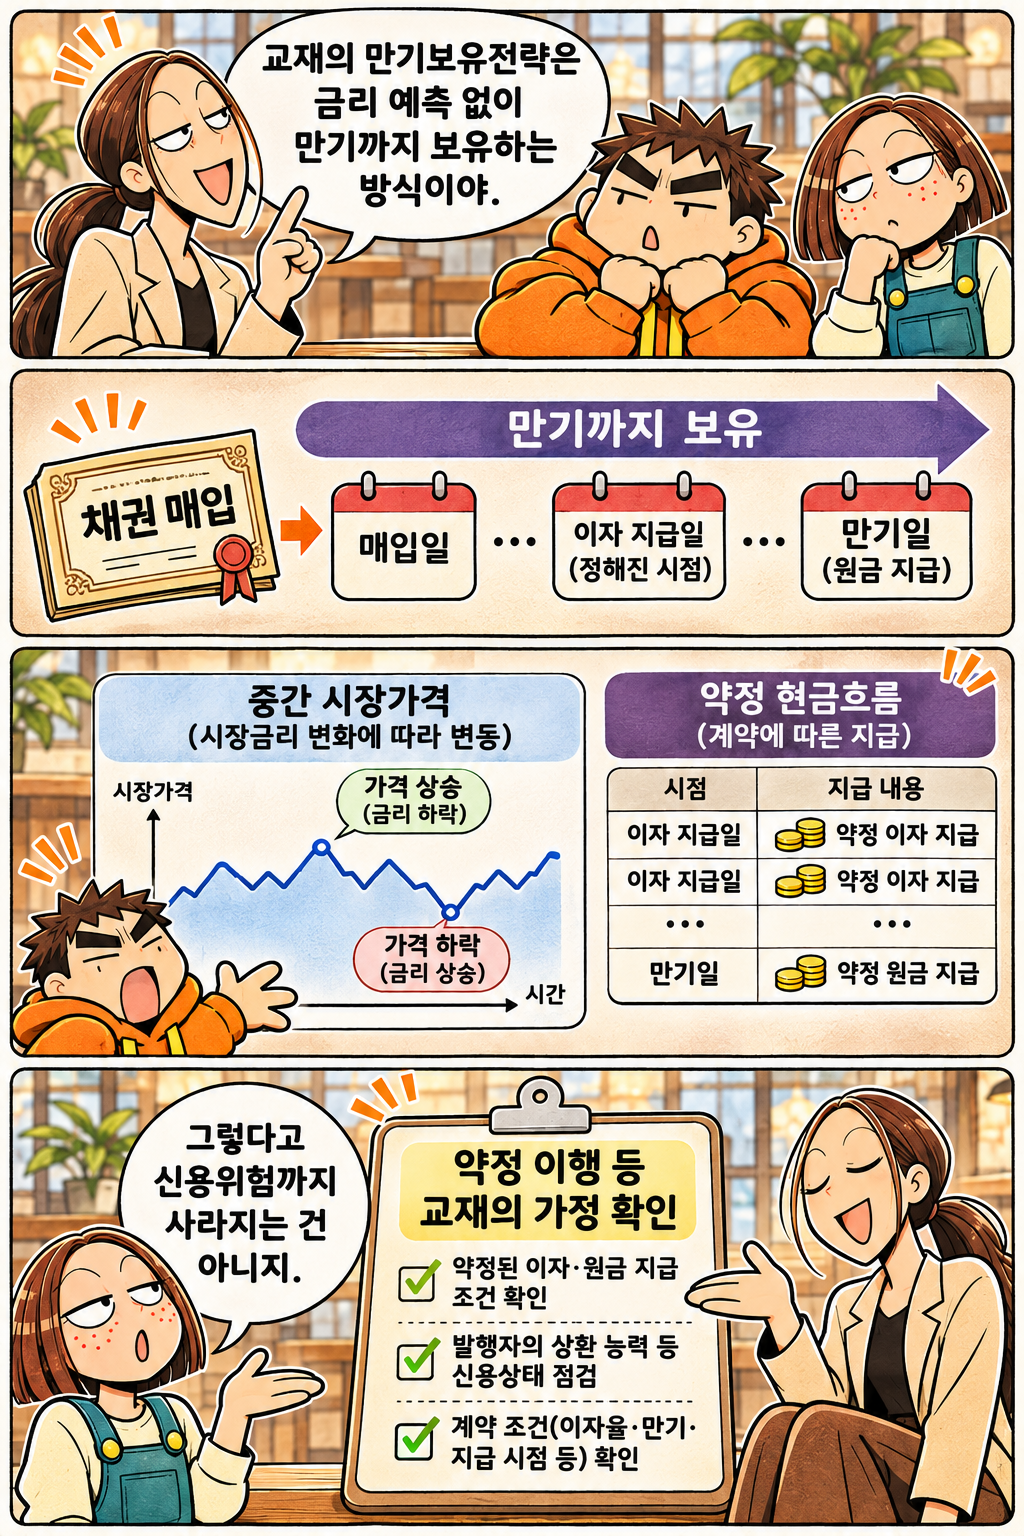 교재의 만기보유전략은
금리 예측 없이
만기까지 보유하는
방식이야.
만기까지 보유
채권 매입
매입일
...
이자 지급일
(정해진 시점)
...
만기일
(원금 지급)
중간 시장가격
(시장금리 변화에 따라 변동)
시장가격
가격 상승
(금리 하락)
가격 하락
(금리 상승)
시간
약정 현금흐름
(계약에 따른 지급)
시점 지급 내용
이자 지급일 약정 이자 지급
이자 지급일 약정 이자 지급
... ...
만기일 약정 원금 지급
그렇다고
신용위험까지
사라지는 건
아니지.
약정 이행 등
교재의 가정 확인
약정된 이자·원금 지급
조건 확인
발행자의 상환 능력 등
신용상태 점검
계약 조건(이자율·만기·
지급 시점 등) 확인